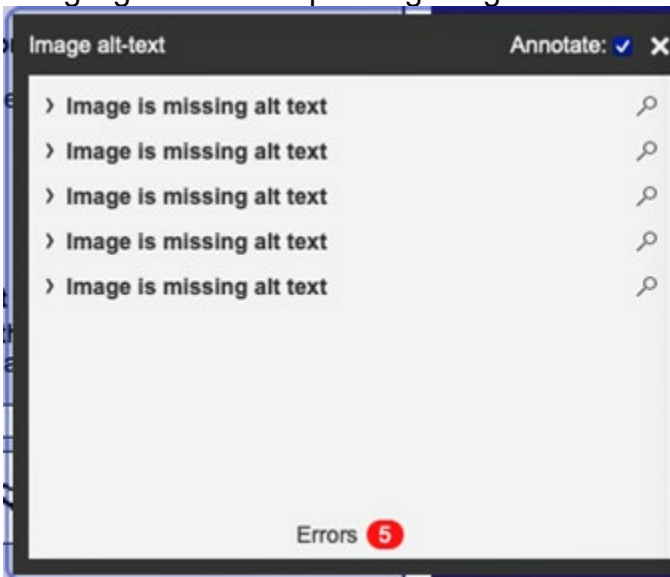 Image alt-text Annotate:
Image is missing alt text
Image is missing alt text
Image is missing alt text
Image is missing alt text
Image is missing alt text
Errors 5